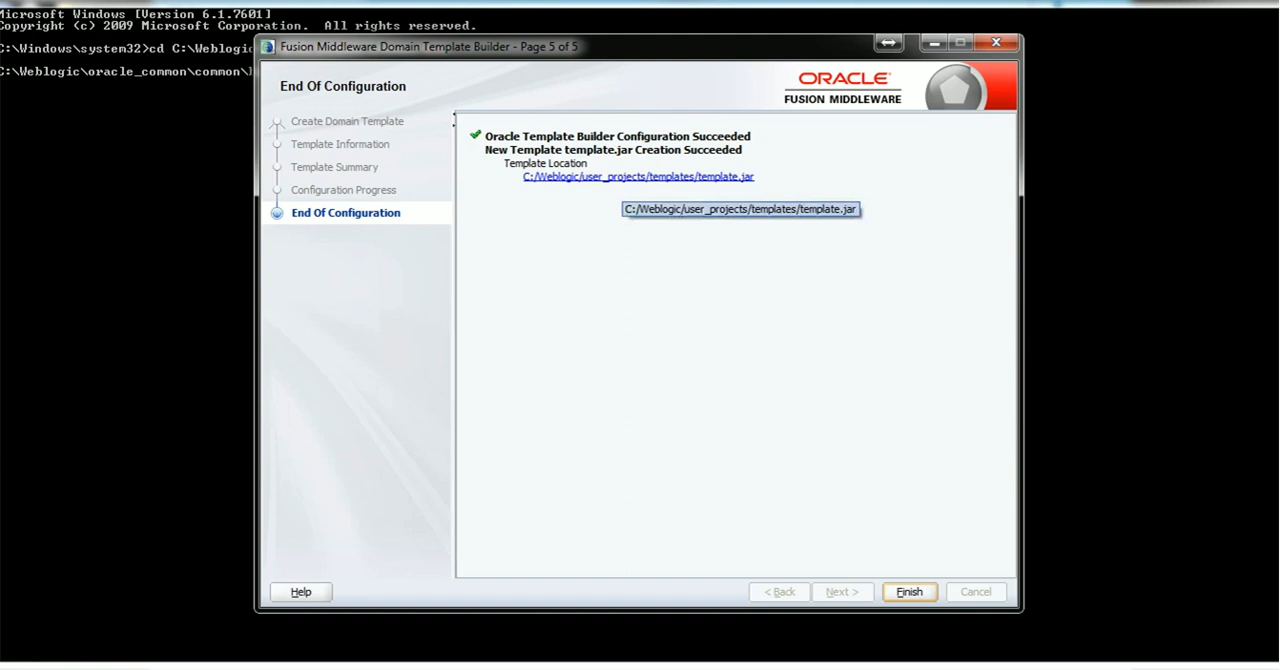 Microsoft Windows [Version 6.1.7601]
Copyright (c) 2009 Microsoft Corporation.  All rights reserved.
C:\Windows\system32>cd C:\Weblogic
C:\Weblogic\oracle_common\common\
Fusion Middleware Domain Template Builder - Page 5 of 5
End Of Configuration
ORACLE
FUSION MIDDLEWARE
Create Domain Template
Template Information
Template Summary
Configuration Progress
End Of Configuration
Oracle Template Builder Configuration Succeeded
New Template template.jar Creation Succeeded
Template Location
C:/Weblogic/user_projects/templates/template.jar
C:/Weblogic/user_projects/templates/template.jar
Help
< Back
Next >
Finish
Cancel